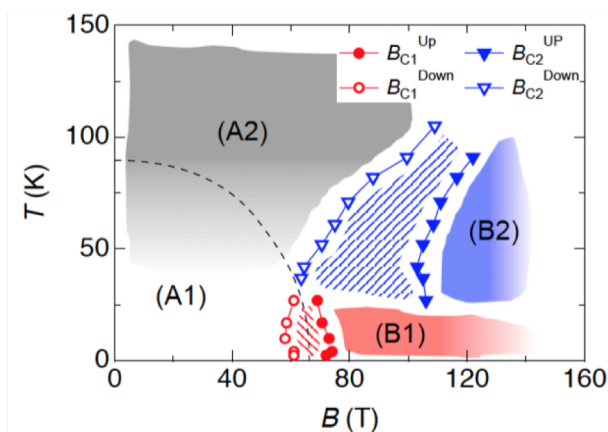 150
100
50
0
T (K)
B_C1^Up
B_C2^UP
B_C1^Down
B_C2^Down
(A2)
(A1)
(B2)
(B1)
0 40 80 120 160
B (T)